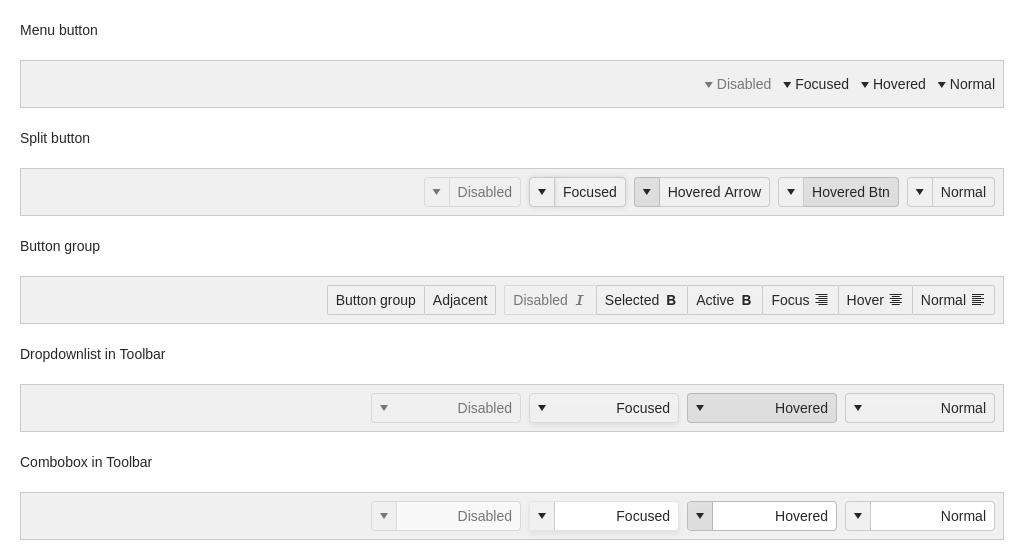 Menu button
Disabled Focused Hovered Normal
Split button
Disabled Focused Hovered Arrow Hovered Btn Normal
Button group
Button group Adjacent Disabled Selected Active Focus Hover Normal
Dropdownlist in Toolbar
Disabled Focused Hovered Normal
Combobox in Toolbar
Disabled Focused Hovered Normal